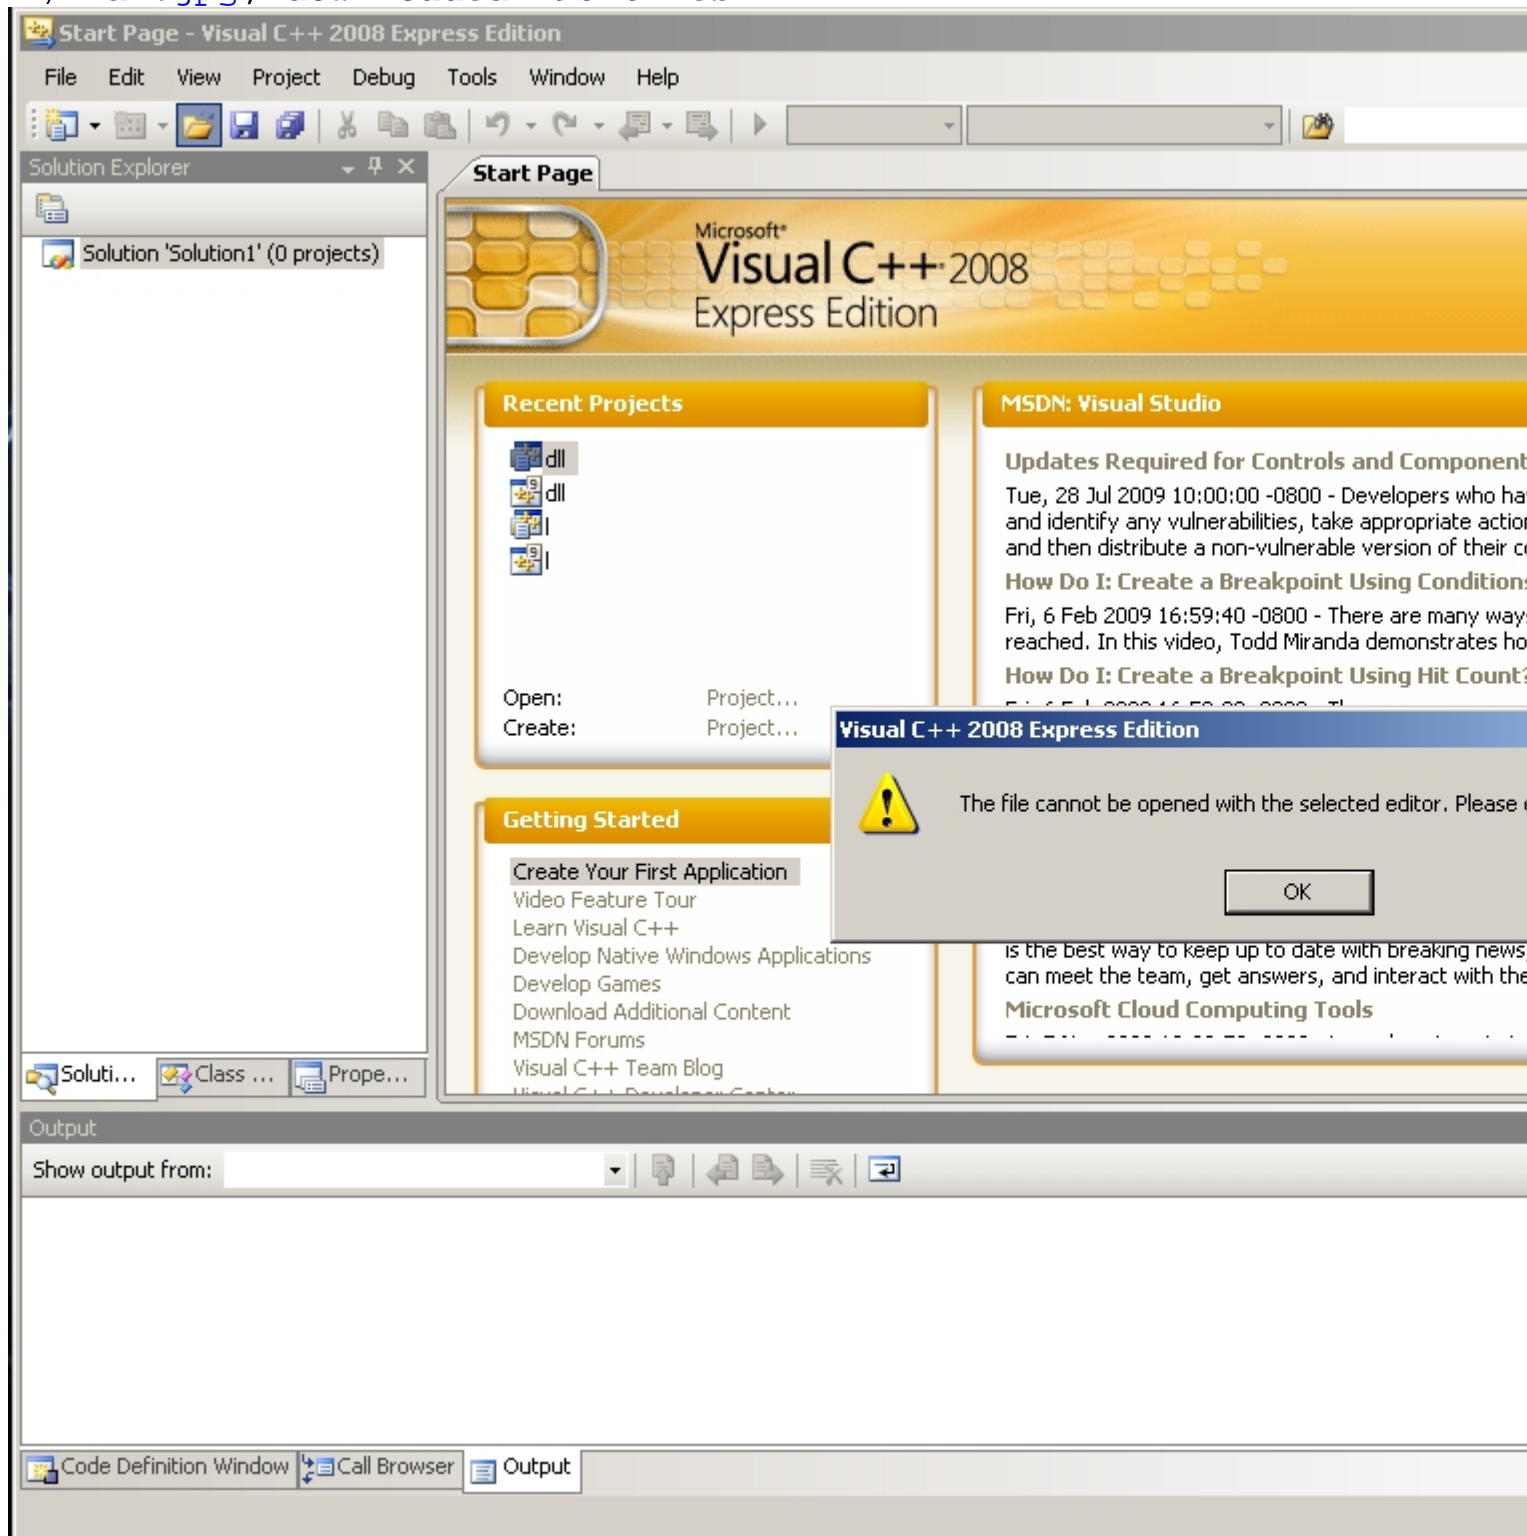 Start Page - Visual C++ 2008 Express Edition
File Edit View Project Debug Tools Window Help
Solution Explorer
Start Page
Solution 'Solution1' (0 projects)
Microsoft
Visual C++ 2008
Express Edition
Recent Projects
dll
dll
l
l
Open: Project...
Create: Project...
MSDN: Visual Studio
Updates Required for Controls and Component
Tue, 28 Jul 2009 10:00:00 -0800 - Developers who
and identify any vulnerabilities, take appropriate
and then distribute a non-vulnerable version of their
How Do I: Create a Breakpoint Using Conditions
Fri, 6 Feb 2009 16:59:40 -0800 - There are many
reached. In this video, Todd Miranda demonstrates
How Do I: Create a Breakpoint Using Hit Count?
Visual C++ 2008 Express Edition
The file cannot be opened with the selected editor. Please
OK
Getting Started
Create Your First Application
Video Feature Tour
Learn Visual C++
Develop Native Windows Applications
Develop Games
Download Additional Content
MSDN Forums
Visual C++ Team Blog
is the best way to keep up to date with breaking news,
can meet the team, get answers, and interact with the
Microsoft Cloud Computing Tools
Soluti... Class ... Prope...
Output
Show output from:
Code Definition Window Call Browser Output